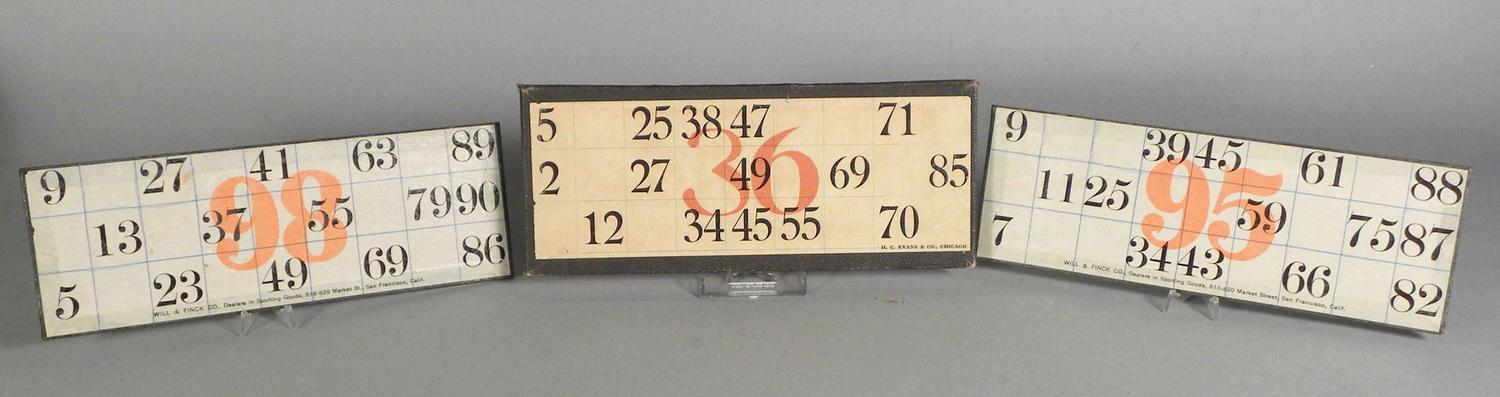 9 27 41 63 89
13 37 55 79 90
5 23 49 69 86
98
WILL & FINCK CO., Dealers in Sporting Goods, 818-820 Market St., San Francisco, Calif.
5 25 38 47 71
2 27 49 69 85
12 34 45 55 70
36
H. C. EVANS & CO., CHICAGO
9 39 45 61 88
11 25 59 75 87
7 34 43 66 82
95
WILL & FINCK CO., Dealers in Sporting Goods, 818-820 Market Street, San Francisco, Calif.